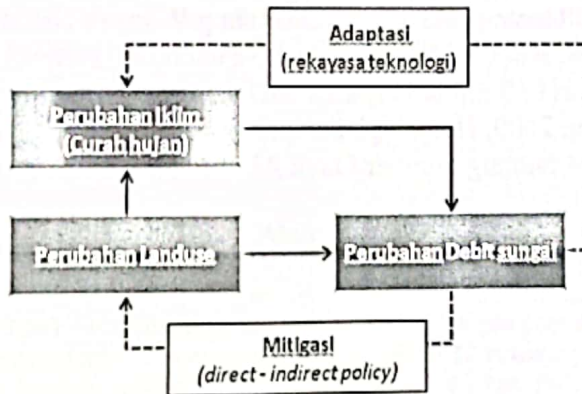 Adaptasi
(rekayasa teknologi)
Perubahan Iklim
(Curah hujan)
Perubahan Landuse
Perubahan Debit sungai
Mitigasi
(direct - indirect policy)